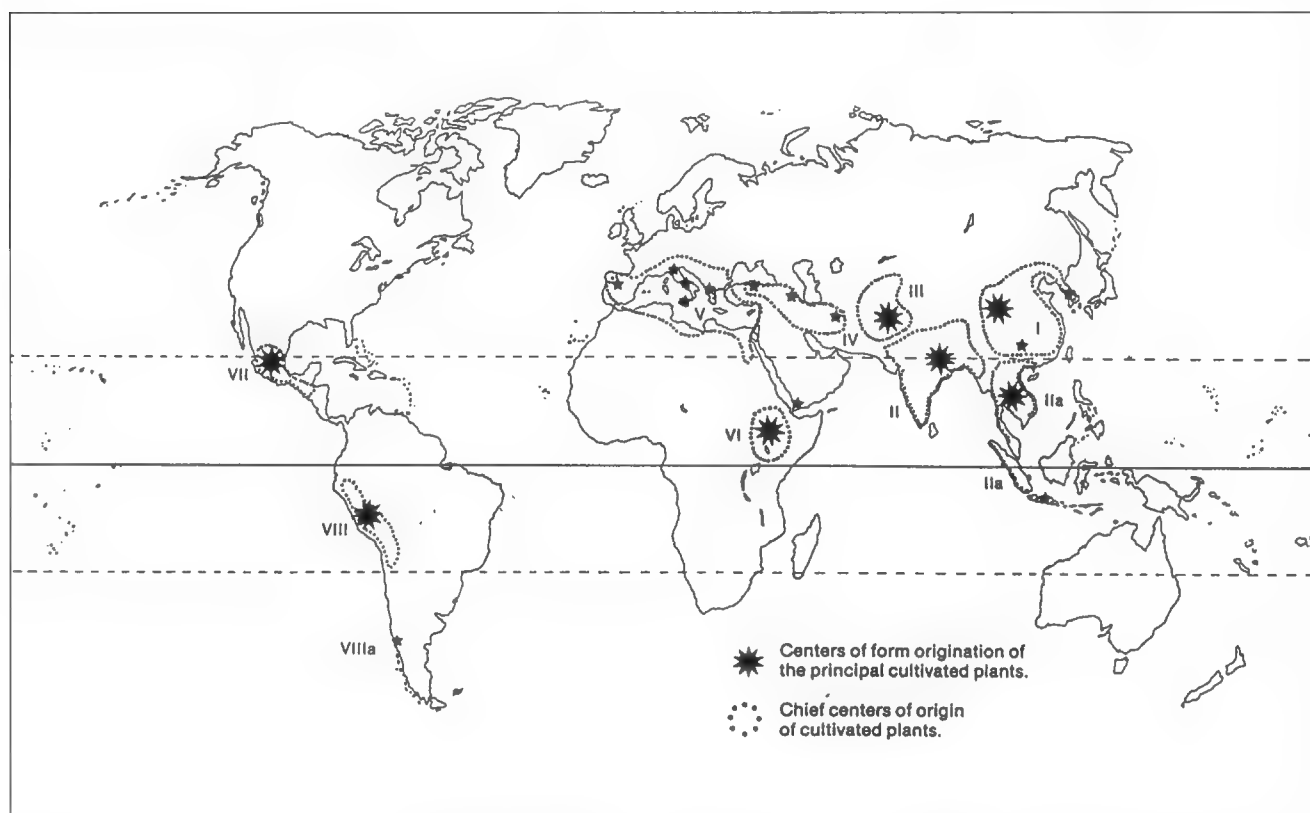 III
I
V
IV
VII
II
IIa
VI
IIa
VIII
VIIIa
Centers of form origination of
the principal cultivated plants.
Chief centers of origin
of cultivated plants.